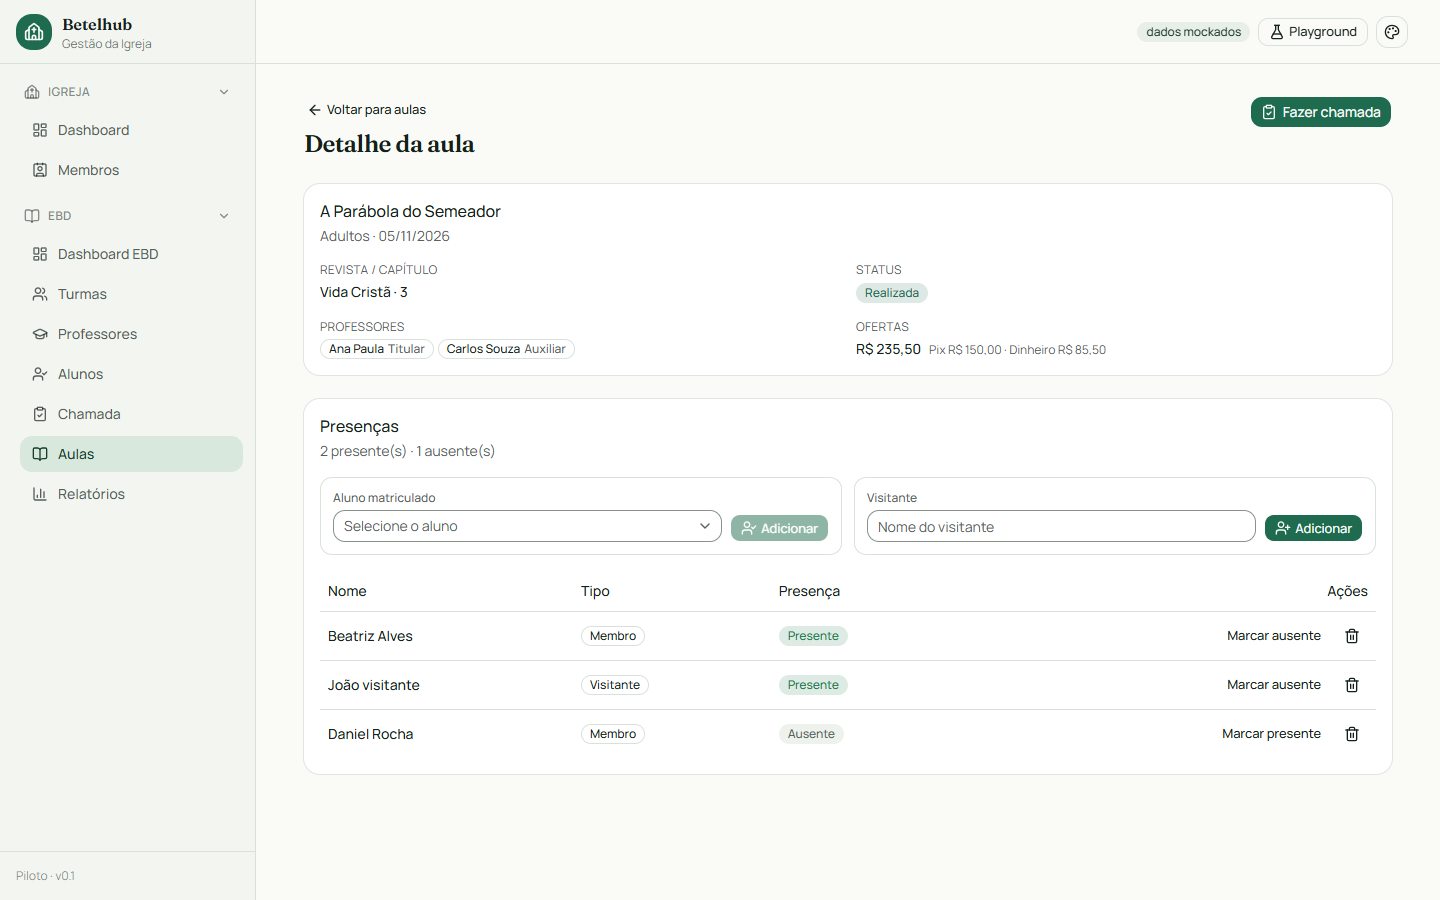 Betelhub
Gestão da Igreja
dados mockados
Playground
IGREJA
Dashboard
Membros
EBD
Dashboard EBD
Turmas
Professores
Alunos
Chamada
Aulas
Relatórios
Piloto · v0.1
Voltar para aulas
Fazer chamada
Detalhe da aula
A Parábola do Semeador
Adultos · 05/11/2026
REVISTA / CAPÍTULO
Vida Cristã · 3
STATUS
Realizada
PROFESSORES
Ana Paula Titular
Carlos Souza Auxiliar
OFERTAS
R$ 235,50 Pix R$ 150,00 · Dinheiro R$ 85,50
Presenças
2 presente(s) · 1 ausente(s)
Aluno matriculado
Selecione o aluno
Adicionar
Visitante
Nome do visitante
Adicionar
Nome Tipo Presença Ações
Beatriz Alves Membro Presente Marcar ausente
João visitante Visitante Presente Marcar ausente
Daniel Rocha Membro Ausente Marcar presente